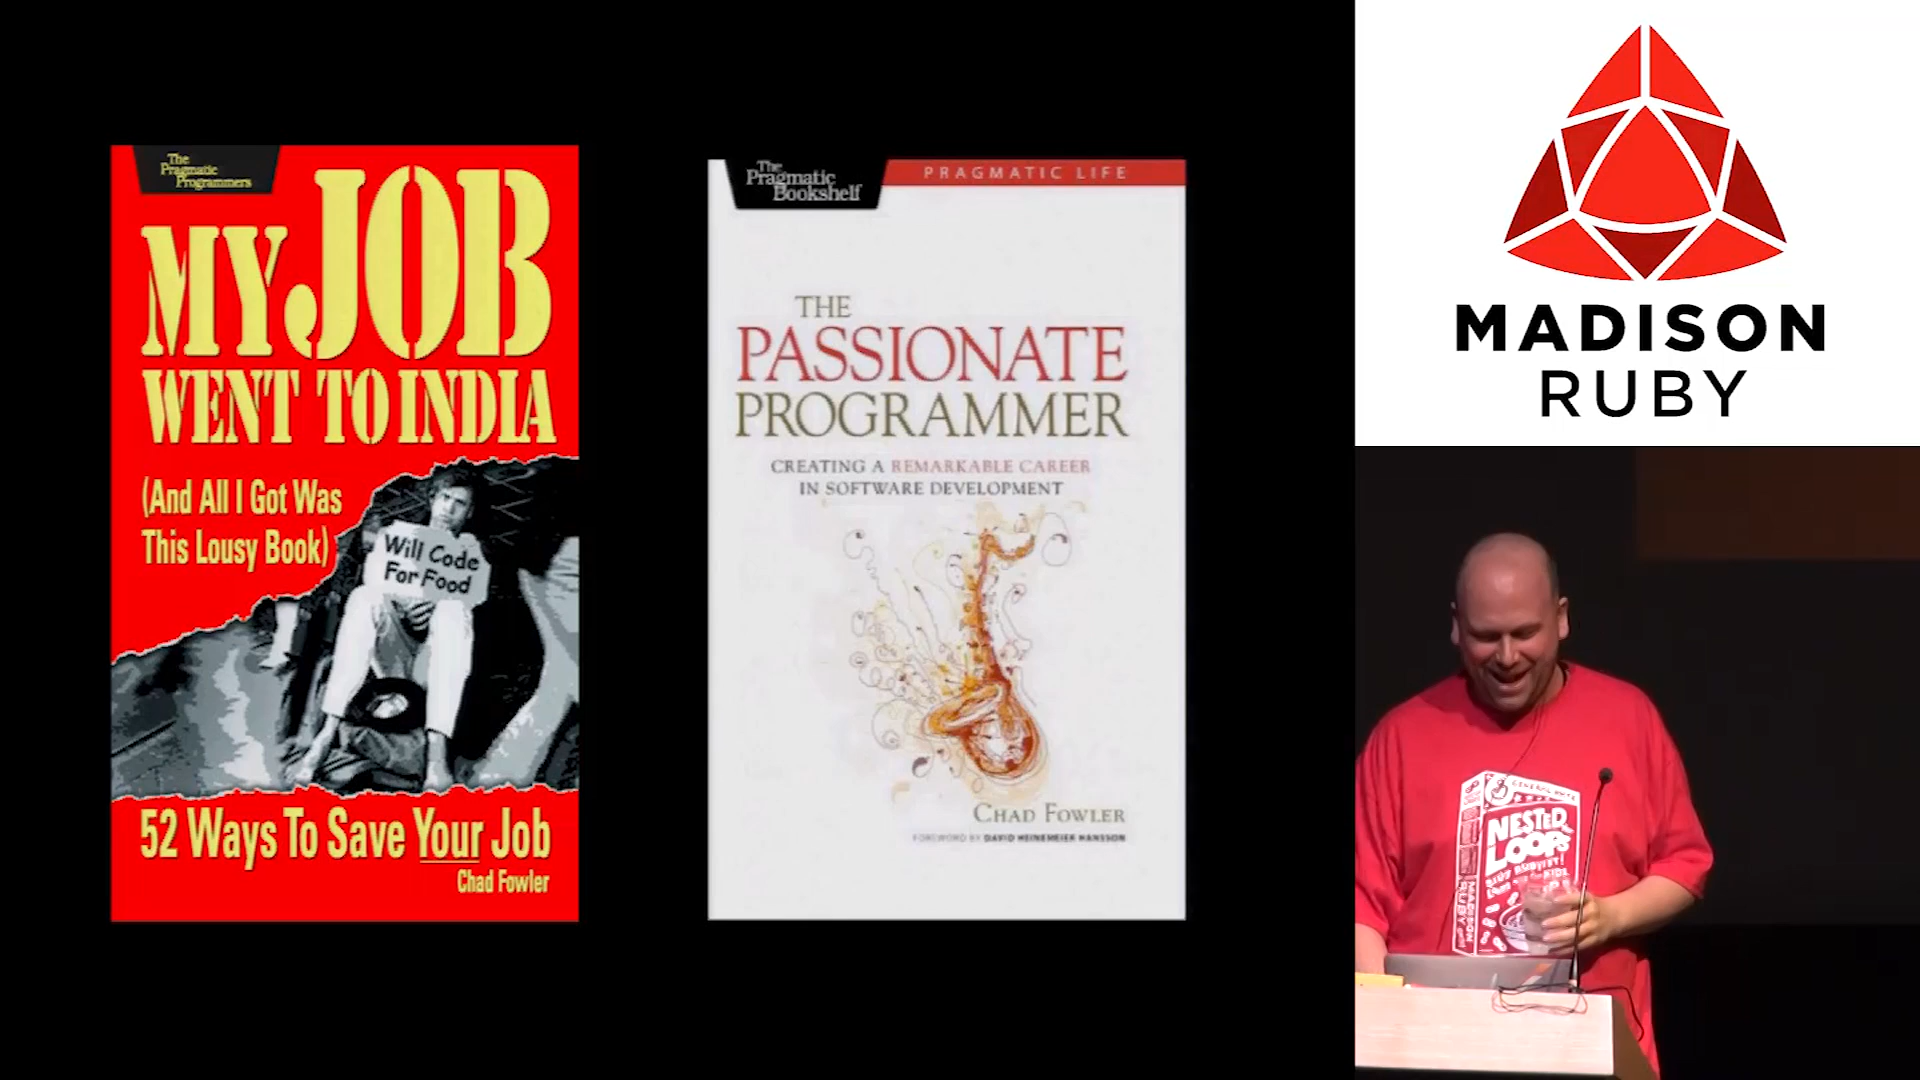 The
Pragmatic
Programmers
MY JOB
WENT TO INDIA
(And All I Got Was
This Lousy Book)
Will Code
For Food
52 Ways To Save Your Job
Chad Fowler
The
Pragmatic
Bookshelf
PRAGMATIC LIFE
THE
PASSIONATE
PROGRAMMER
CREATING A REMARKABLE CAREER
IN SOFTWARE DEVELOPMENT
CHAD FOWLER
FOREWORD BY DAVID HEINEMEIER HANSSON
MADISON
RUBY
NESTED
LOOPS
MADISON
RUBY